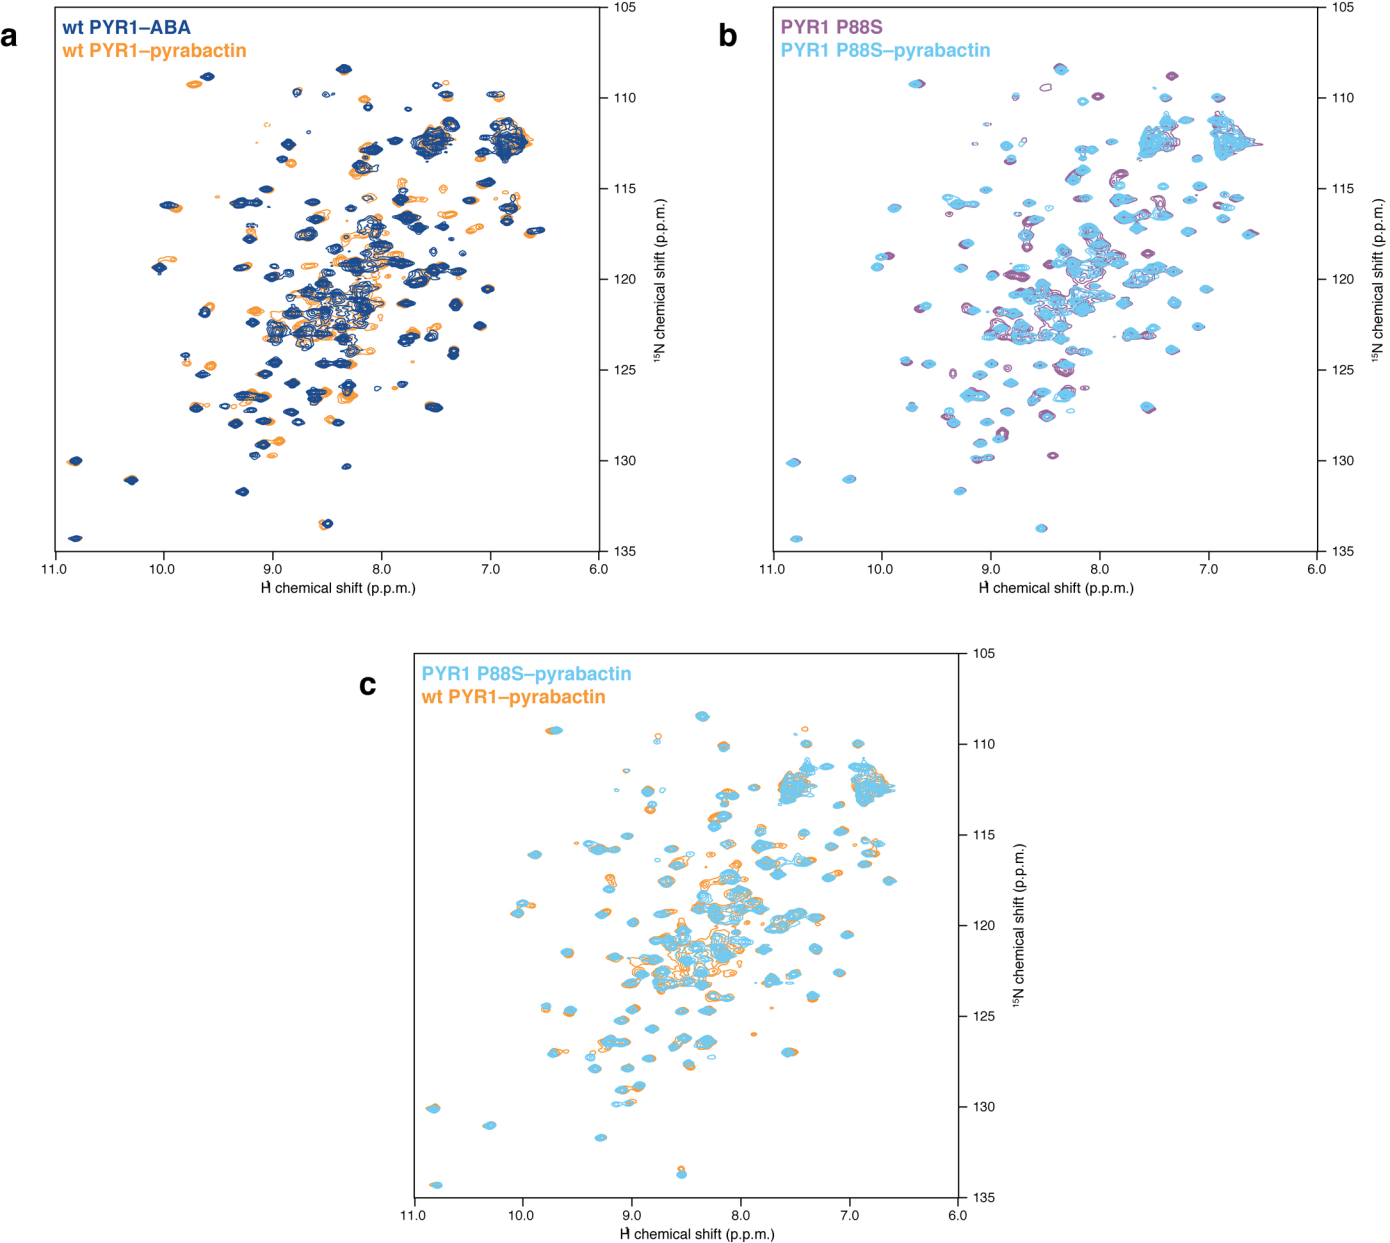 a
wt PYR1–ABA
wt PYR1–pyrabactin
105
110
115
120
125
130
135
15N chemical shift (p.p.m.)
11.0 10.0 9.0 8.0 7.0 6.0
H chemical shift (p.p.m.)
b
PYR1 P88S
PYR1 P88S–pyrabactin
105
110
115
120
125
130
135
15N chemical shift (p.p.m.)
11.0 10.0 9.0 8.0 7.0 6.0
H chemical shift (p.p.m.)
c
PYR1 P88S–pyrabactin
wt PYR1–pyrabactin
105
110
115
120
125
130
135
15N chemical shift (p.p.m.)
11.0 10.0 9.0 8.0 7.0 6.0
H chemical shift (p.p.m.)